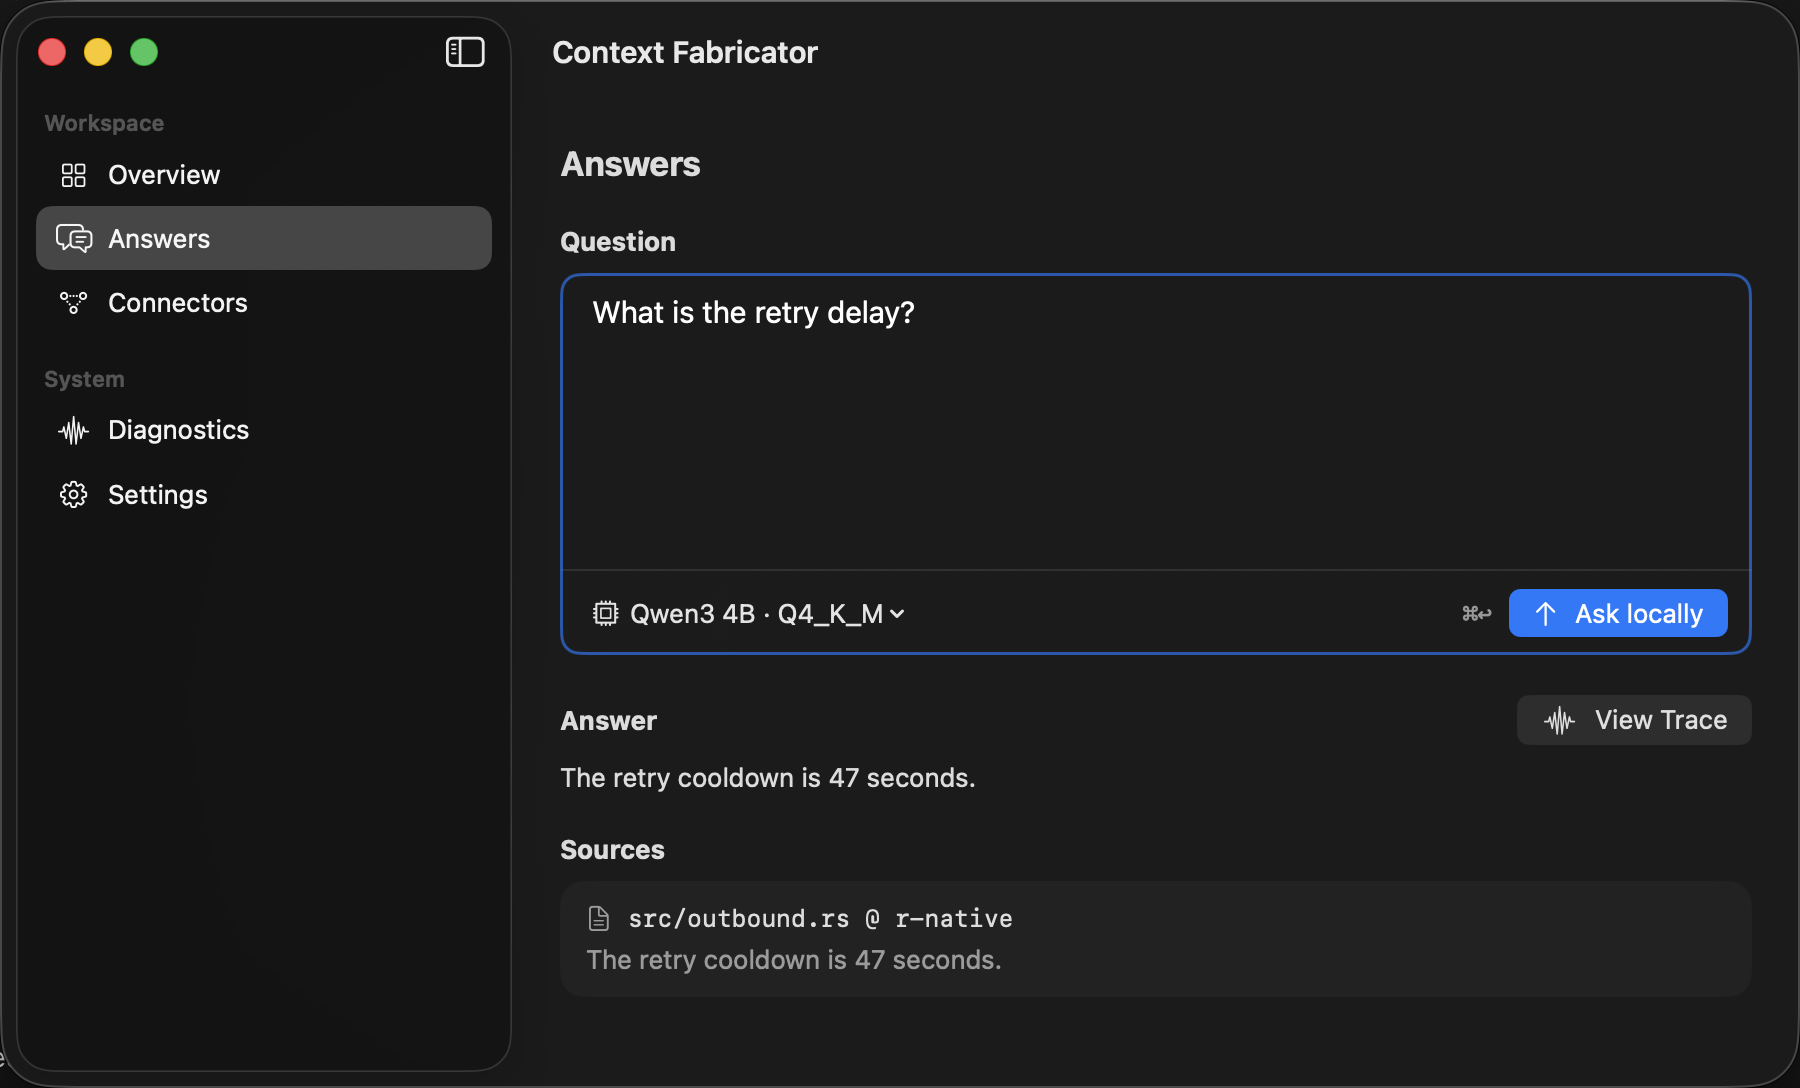 Context Fabricator
Workspace
Overview
Answers
Connectors
System
Diagnostics
Settings
Answers
Question
What is the retry delay?
Qwen3 4B · Q4_K_M
⌘↩ Ask locally
Answer
View Trace
The retry cooldown is 47 seconds.
Sources
src/outbound.rs @ r-native
The retry cooldown is 47 seconds.